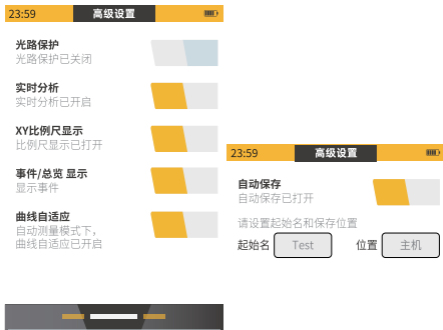 23:59 高级设置
光路保护
光路保护已关闭
实时分析
实时分析已开启
XY比例尺显示
比例尺显示已打开
事件/总览 显示
显示事件
曲线自适应
自动测量模式下，
曲线自适应已开启
23:59 高级设置
自动保存
自动保存已打开
请设置起始名和保存位置
起始名 Test 位置 主机